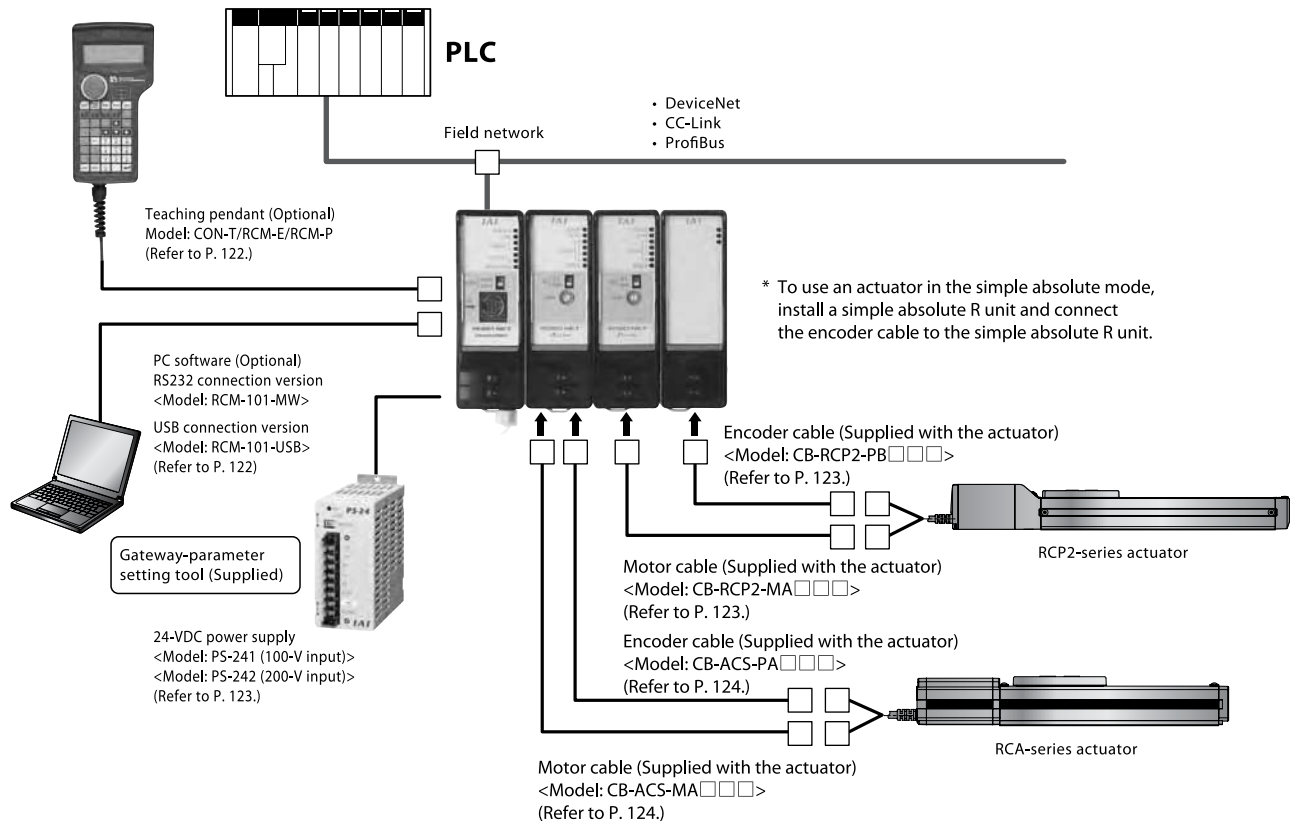 PLC
• DeviceNet
• CC-Link
• ProfiBus
Field network
Teaching pendant (Optional)
Model: CON-T/RCM-E/RCM-P
(Refer to P. 122.)
IAI
IAI
IAI
IAI
* To use an actuator in the simple absolute mode,
install a simple absolute R unit and connect
the encoder cable to the simple absolute R unit.
PC software (Optional)
RS232 connection version
<Model: RCM-101-MW>
USB connection version
<Model: RCM-101-USB>
(Refer to P. 122)
Encoder cable (Supplied with the actuator)
<Model: CB-RCP2-PB□□□>
(Refer to P. 123.)
RCP2-series actuator
PS-24
IAI
Gateway-parameter
setting tool (Supplied)
Motor cable (Supplied with the actuator)
<Model: CB-RCP2-MA□□□>
(Refer to P. 123.)
24-VDC power supply
<Model: PS-241 (100-V input)>
<Model: PS-242 (200-V input)>
(Refer to P. 123.)
Encoder cable (Supplied with the actuator)
<Model: CB-ACS-PA□□□>
(Refer to P. 124.)
RCA-series actuator
Motor cable (Supplied with the actuator)
<Model: CB-ACS-MA□□□>
(Refer to P. 124.)